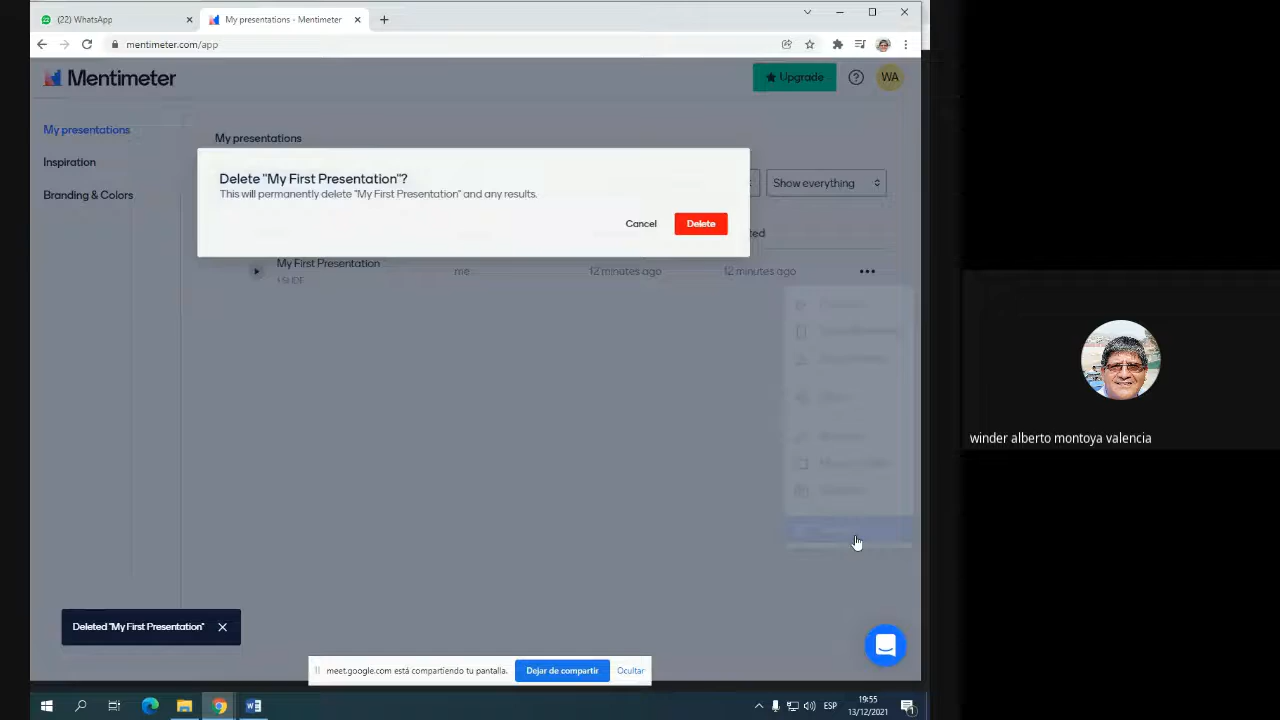 (22) WhatsApp
My presentations - Mentimeter
mentimeter.com/app
Mentimeter
Upgrade
WA
My presentations
Inspiration
Branding & Colors
My presentations
Delete "My First Presentation"?
This will permanently delete "My First Presentation" and any results.
Cancel
Delete
Show everything
My First Presentation
1 SLIDE
me
12 minutes ago
12 minutes ago
winder alberto montoya valencia
Deleted "My First Presentation"
meet.google.com está compartiendo tu pantalla.
Dejar de compartir
Ocultar
ESP
19:55
13/12/2021
1